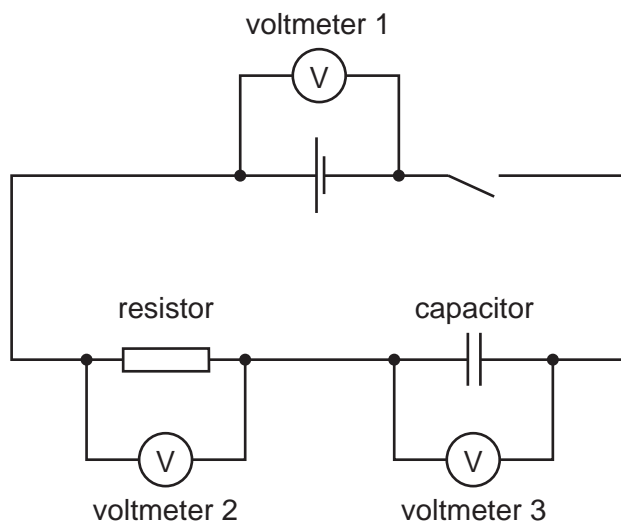 voltmeter 1
V
resistor
capacitor
V
V
voltmeter 2
voltmeter 3